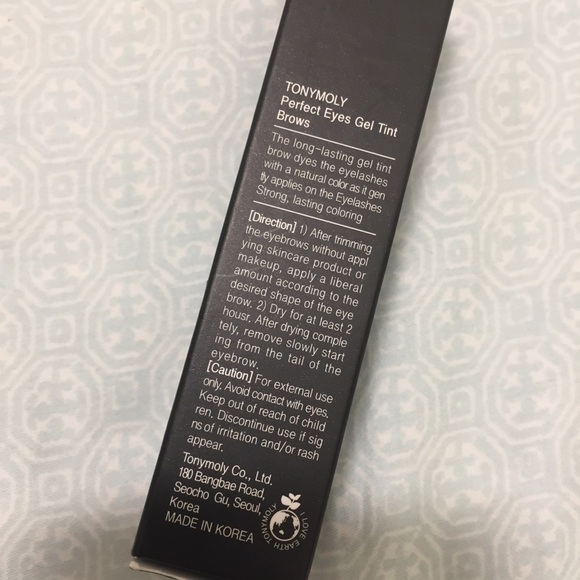 TONYMOLY
Perfect Eyes Gel Tint
Brows
The long-lasting gel tint
brow dyes the eyelashes
with a natural color as it gen
tly applies on the Eyelashes
Strong, lasting coloring
[Direction] 1) After trimming
the eyebrows without appl
ying skincare product or
makeup, apply a liberal
amount according to the
desired shape of the eye
brow. 2) Dry for at least 2
housr. After drying comple
tely, remove slowly start
ing from the tail of the
eyebrow.
[Caution] For external use
only. Avoid contact with eyes.
Keep out of reach of child
ren. Discontinue use if sig
ns of irritation and/or rash
appear.
Tonymoly Co., Ltd.
180 Bangbae Road,
Seocho Gu, Seoul,
Korea
MADE IN KOREA
I LOVE EARTH TONYMOLY